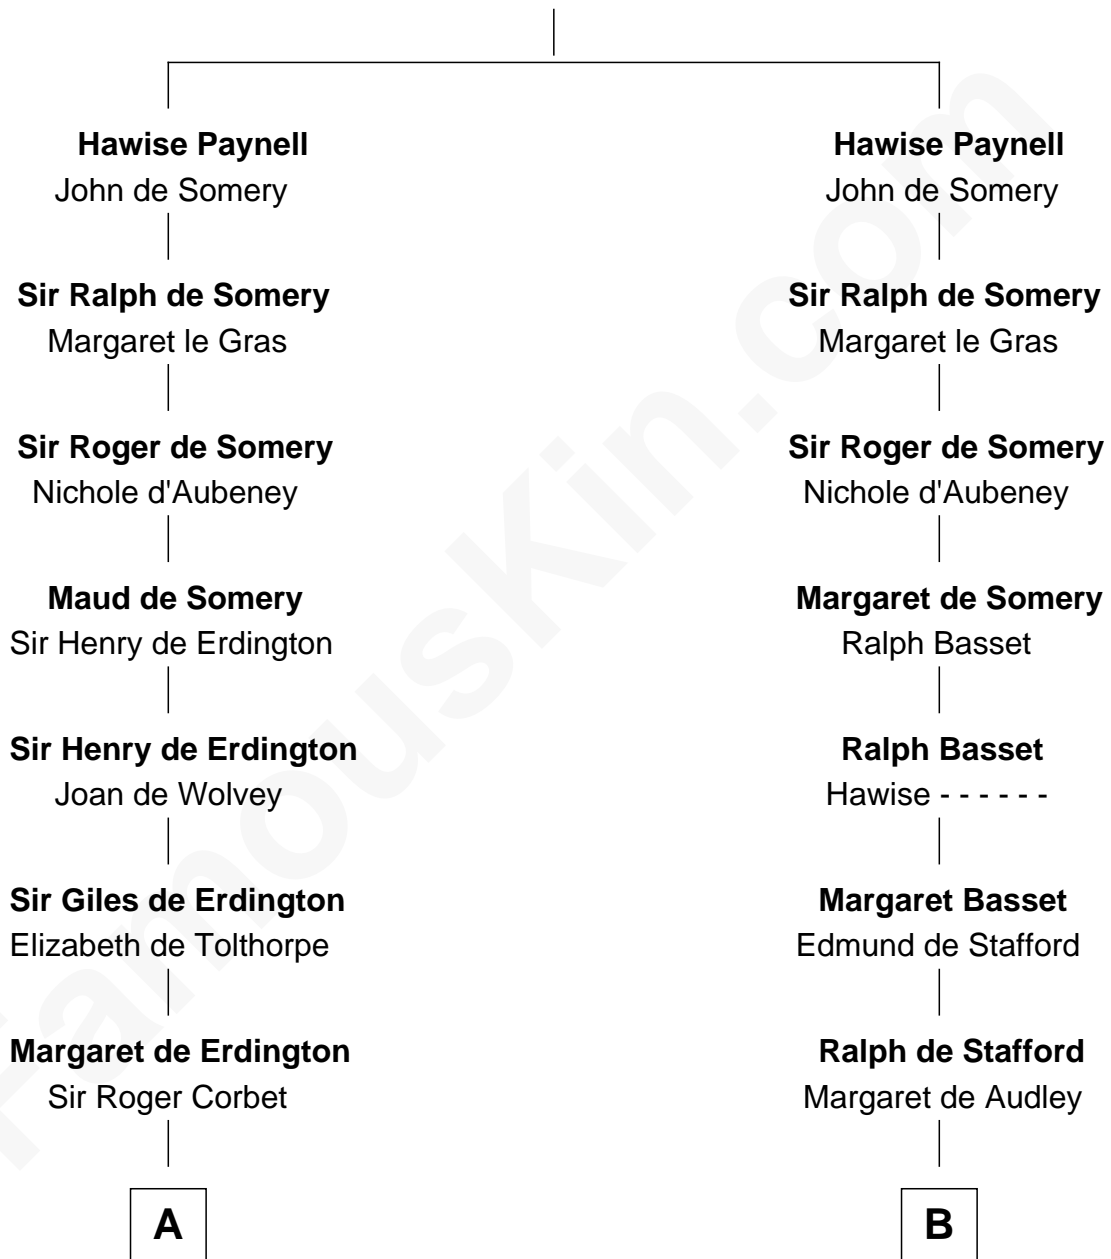 Hawise Paynell
John de Somery
Sir Ralph de Somery
Margaret le Gras
Sir Roger de Somery
Nichole d'Aubeney
Maud de Somery
Sir Henry de Erdington
Sir Henry de Erdington
Joan de Wolvey
Sir Giles de Erdington
Elizabeth de Tolthorpe
Margaret de Erdington
Sir Roger Corbet
A
Hawise Paynell
John de Somery
Sir Ralph de Somery
Margaret le Gras
Sir Roger de Somery
Nichole d'Aubeney
Margaret de Somery
Ralph Basset
Ralph Basset
Hawise - - - - - -
Margaret Basset
Edmund de Stafford
Ralph de Stafford
Margaret de Audley
B
FamousKin.com